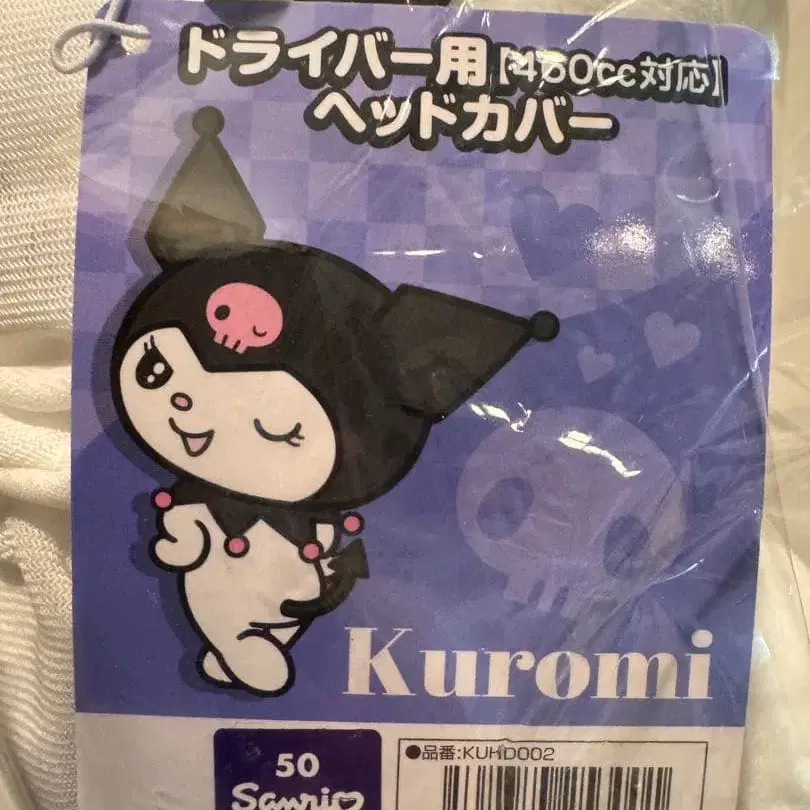 ドライバー用【460cc対応】
ヘッドカバー
Kuromi
50
Sanrio
●品番:KUHD002